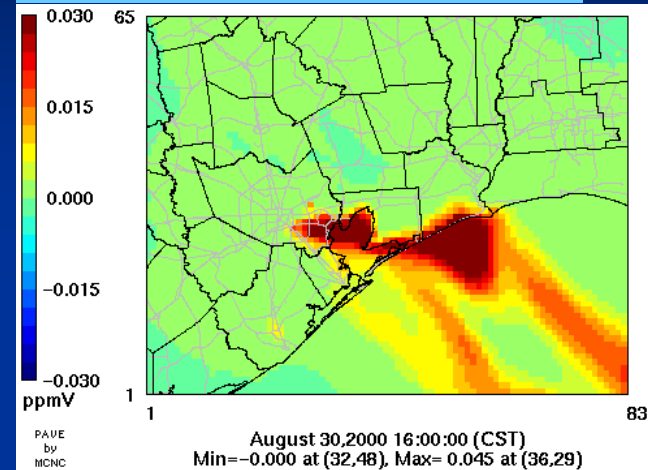 0.030
0.015
0.000
−0.015
−0.030
ppmV
PAVE
by
MCNC
65
1
1
83
August 30,2000 16:00:00 (CST)
Min=−0.000 at (32,48), Max= 0.045 at (36,29)